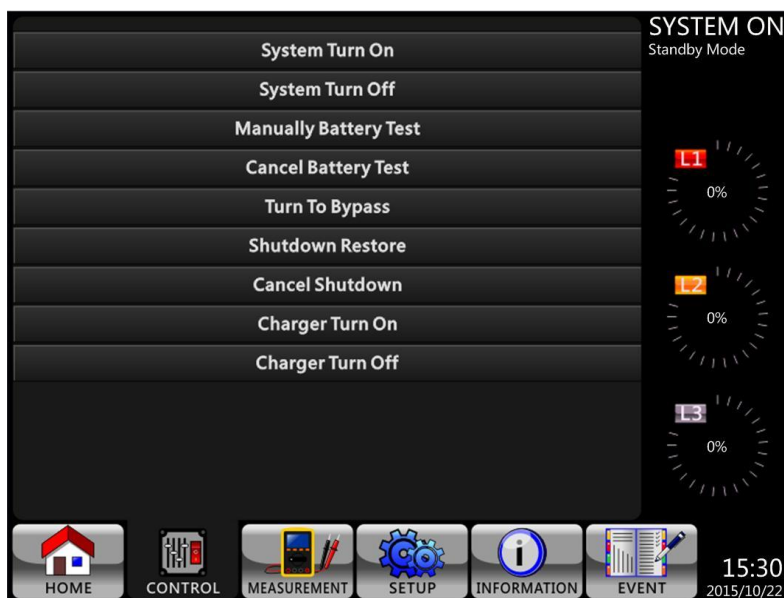 SYSTEM ON
Standby Mode
System Turn On
System Turn Off
Manually Battery Test
Cancel Battery Test
Turn To Bypass
Shutdown Restore
Cancel Shutdown
Charger Turn On
Charger Turn Off
L1
0%
L2
0%
L3
0%
HOME
CONTROL
MEASUREMENT
SETUP
INFORMATION
EVENT
15:30
2015/10/22